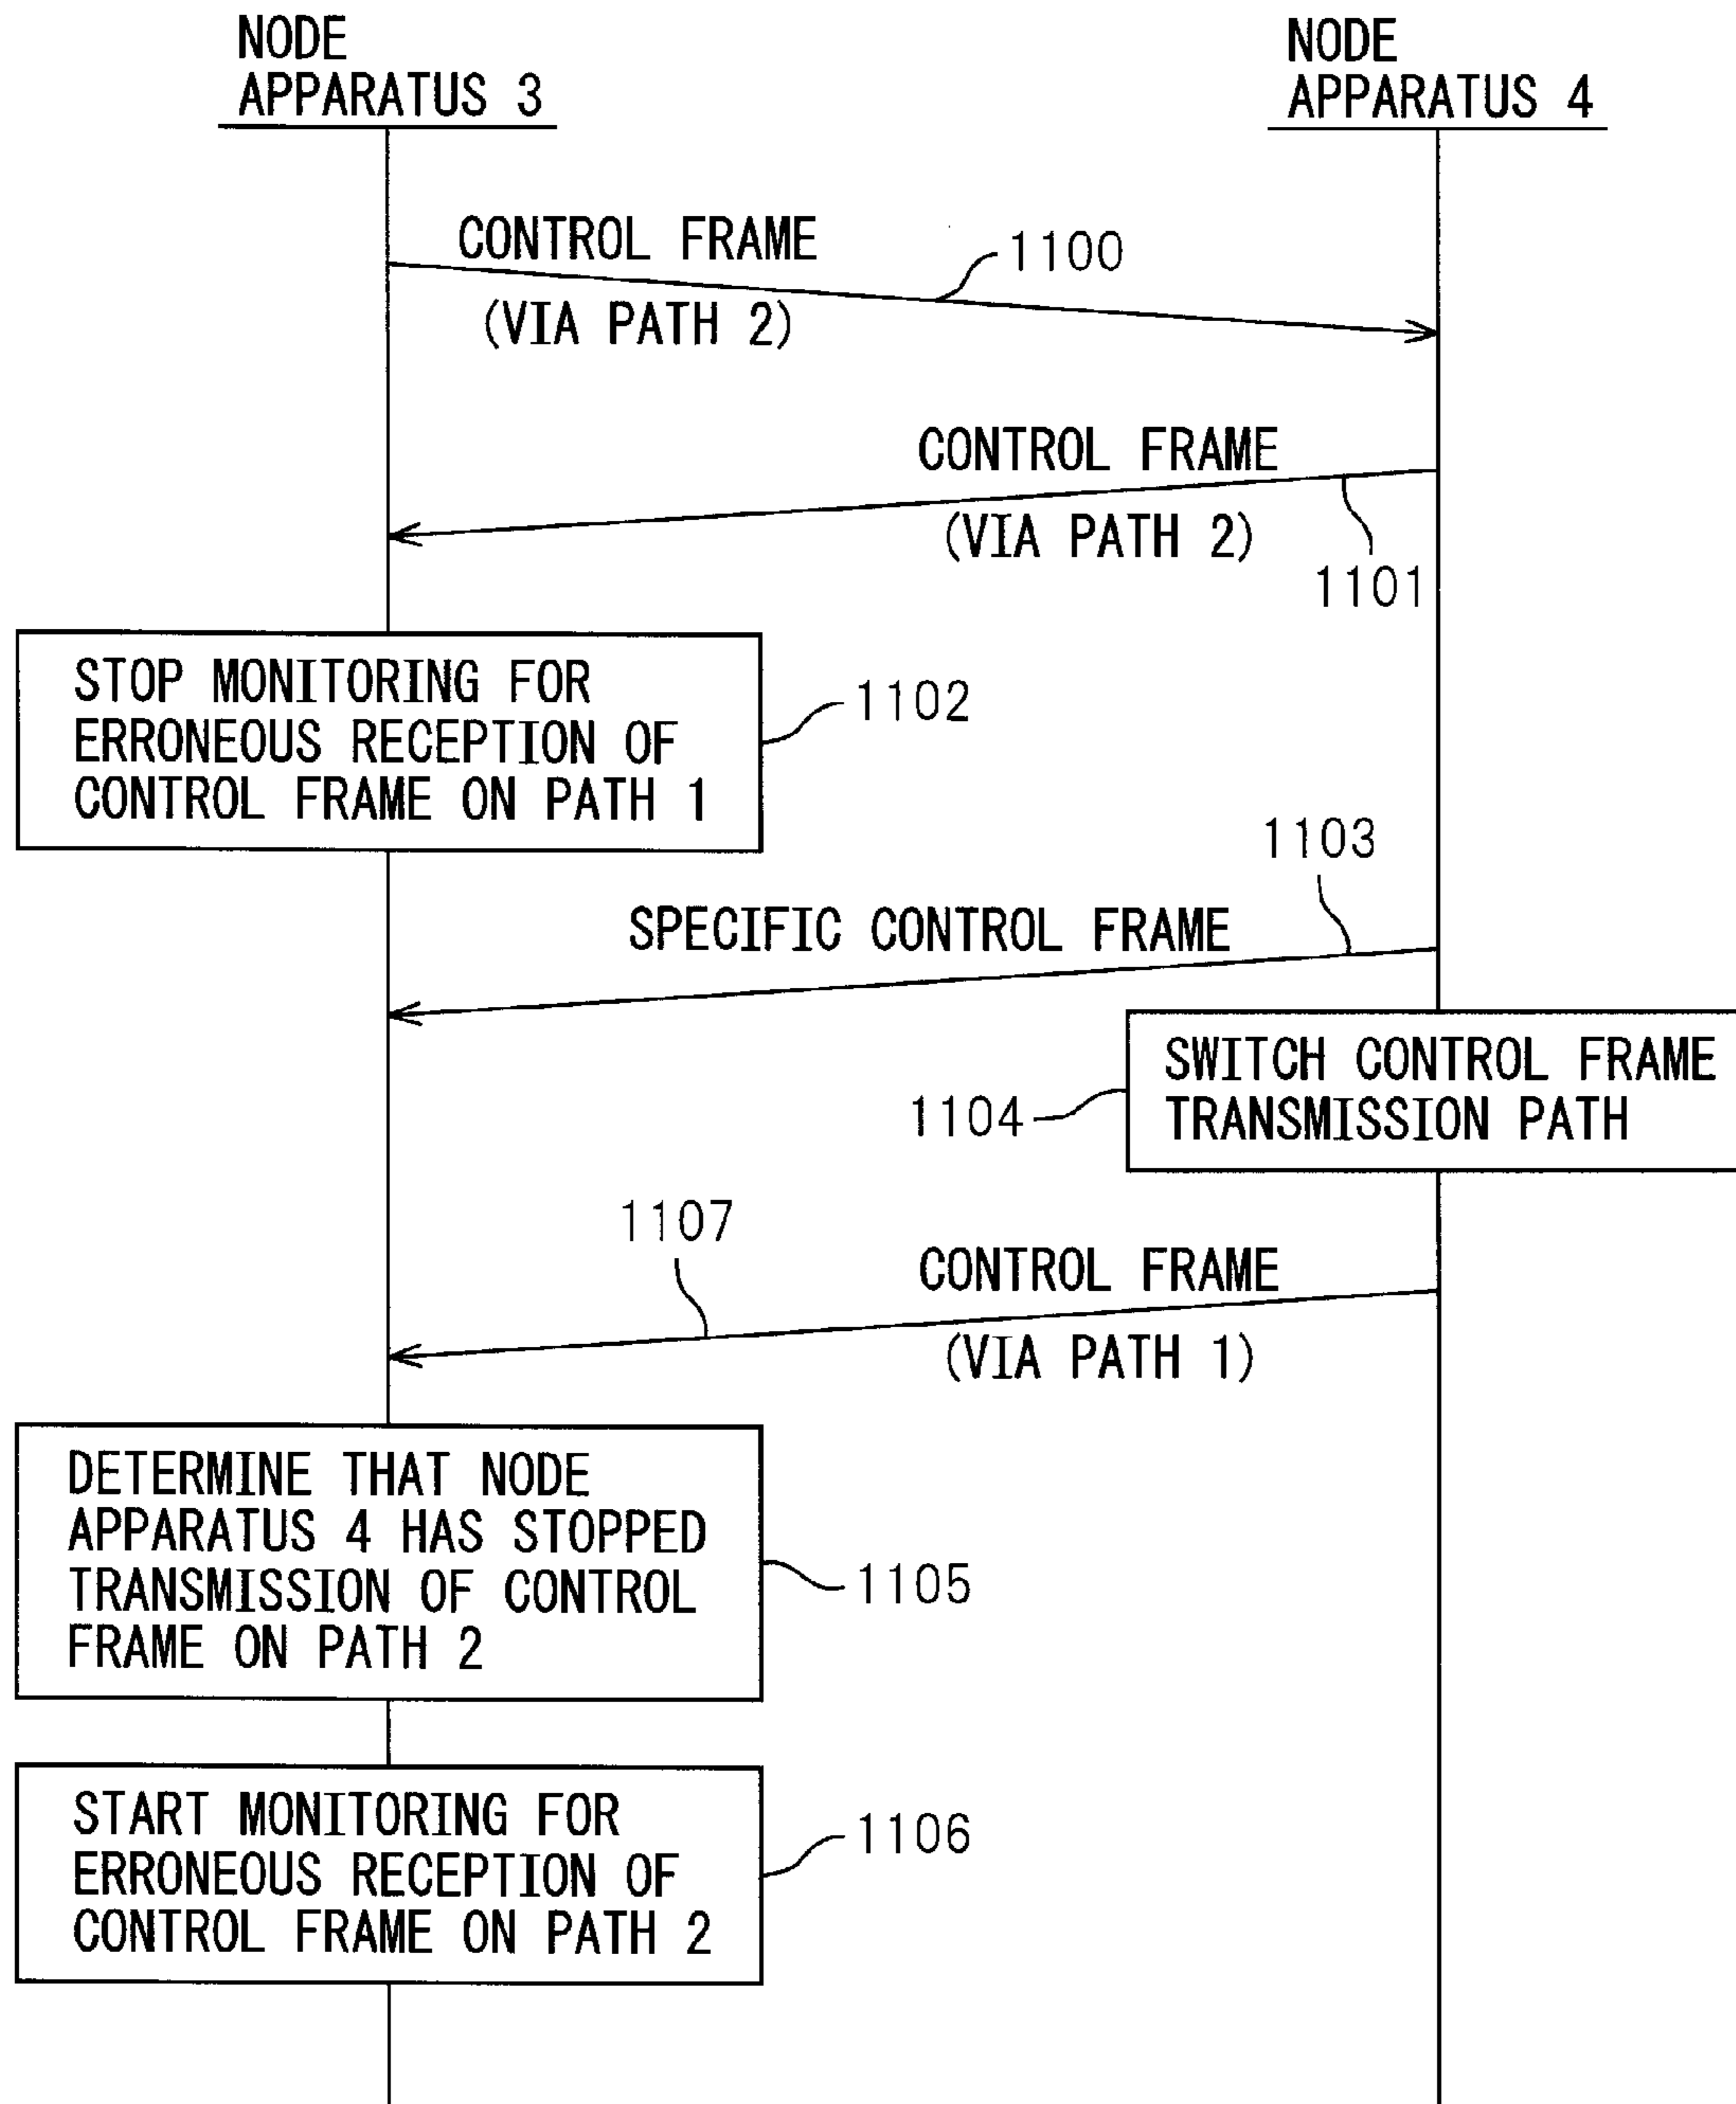 NODE
APPARATUS 3
NODE
APPARATUS 4
CONTROL FRAME
1100
(VIA PATH 2)
CONTROL FRAME
(VIA PATH 2)
1101
STOP MONITORING FOR
ERRONEOUS RECEPTION OF
CONTROL FRAME ON PATH 1
1102
1103
SPECIFIC CONTROL FRAME
SWITCH CONTROL FRAME
TRANSMISSION PATH
1104
1107
CONTROL FRAME
(VIA PATH 1)
DETERMINE THAT NODE
APPARATUS 4 HAS STOPPED
TRANSMISSION OF CONTROL
FRAME ON PATH 2
1105
START MONITORING FOR
ERRONEOUS RECEPTION OF
CONTROL FRAME ON PATH 2
1106